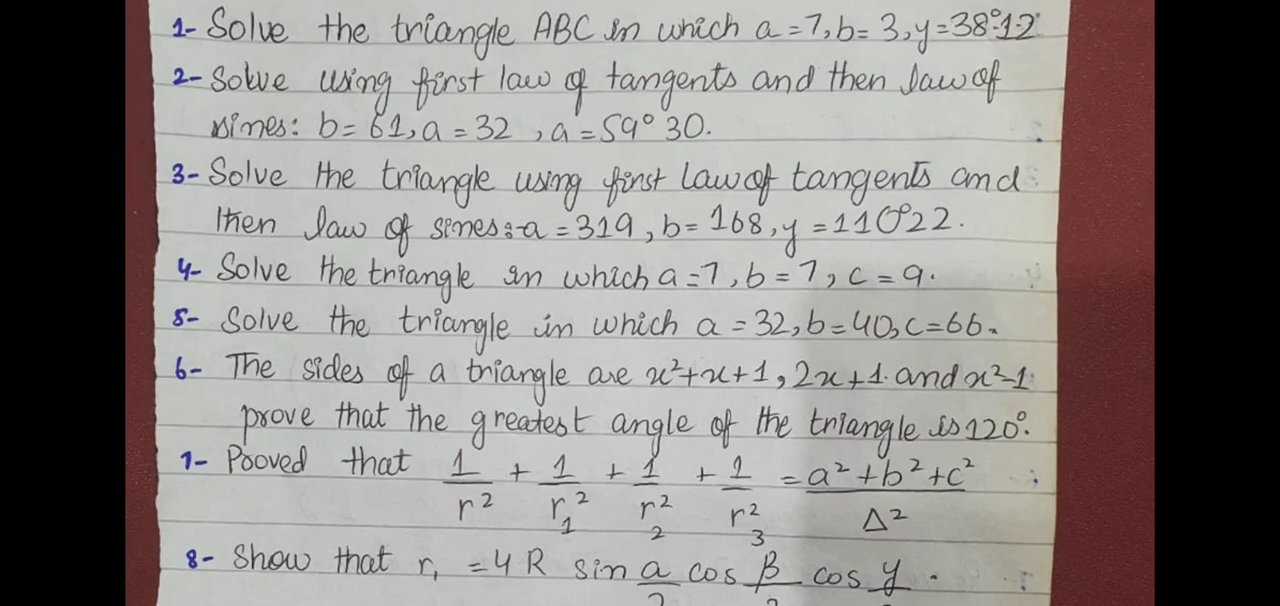 1- Solve the triangle ABC in which a = 7, b = 3, y = 38°12'
2- Solve using first law of tangents and then law of
sines: b = 61, a = 32 , a = 59° 30.
3- Solve the triangle using first law of tangents and
then law of sines :- a = 319, b = 168, y = 110°22.
4- Solve the triangle in which a = 7, b = 7, c = 9.
5- Solve the triangle in which a = 32, b = 40, c = 66.
6- The sides of a triangle are x²+x+1, 2x+1 and x²-1
prove that the greatest angle of the triangle is 120°.
7- Prooved that 1/r² + 1/r₁² + 1/r₂² + 1/r₃² = a²+b²+c²/Δ²
8- Show that r₁ = 4 R sin a/2 cos β/2 cos y .